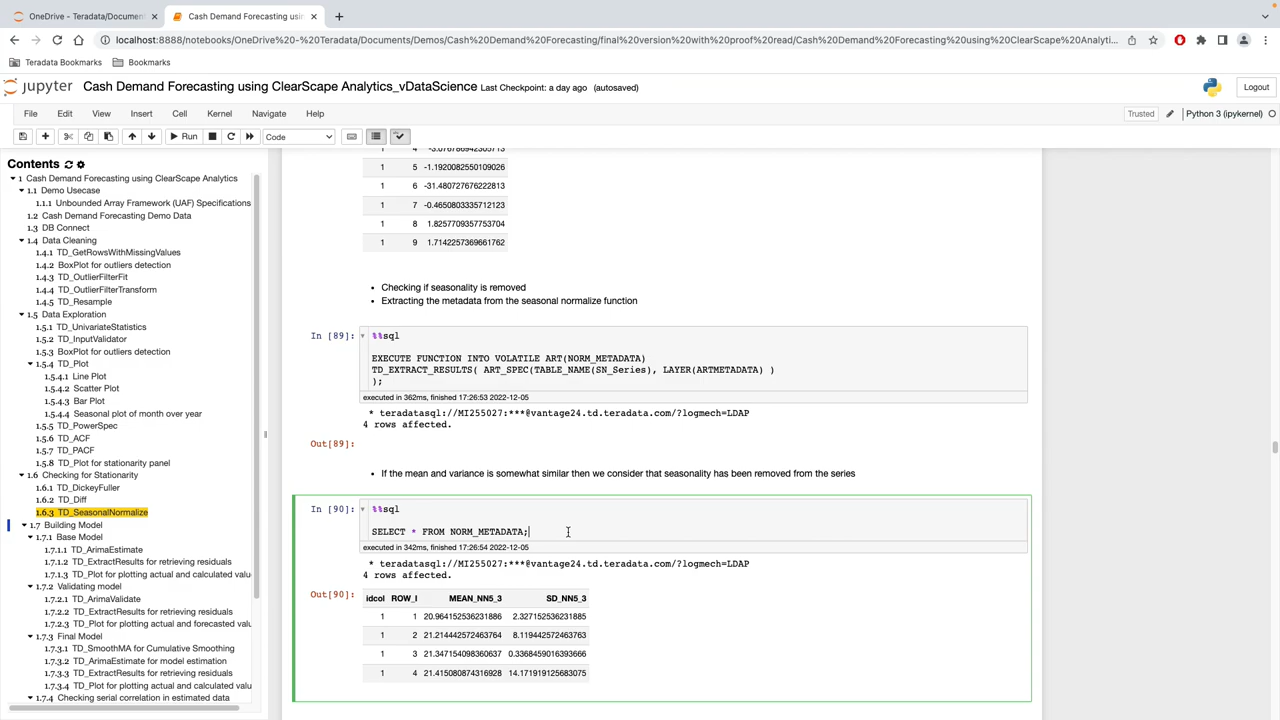 OneDrive - Teradata/Document
Cash Demand Forecasting usin
localhost:8888/notebooks/OneDrive%20-%20Teradata/Documents/Demos/Cash%20Demand%20Forecasting/final%20version%20with%20proof%20read/Cash%20Demand%20Forecasting%20using%20ClearScape%20Analyti...
Teradata Bookmarks
Bookmarks
jupyter
Cash Demand Forecasting using ClearScape Analytics_vDataScience Last Checkpoint: a day ago (autosaved)
Logout
File Edit View Insert Cell Kernel Navigate Help
Trusted
Python 3 (ipykernel)
Run
Code
Contents
1 Cash Demand Forecasting using ClearScape Analytics
1.1 Demo Usecase
1.1.1 Unbounded Array Framework (UAF) Specifications
1.2 Cash Demand Forecasting Demo Data
1.3 DB Connect
1.4 Data Cleaning
1.4.1 TD_GetRowsWithMissingValues
1.4.2 BoxPlot for outliers detection
1.4.3 TD_OutlierFilterFit
1.4.4 TD_OutlierFilterTransform
1.4.5 TD_Resample
1.5 Data Exploration
1.5.1 TD_UnivariateStatistics
1.5.2 TD_InputValidator
1.5.3 BoxPlot for outliers detection
1.5.4 TD_Plot
1.5.4.1 Line Plot
1.5.4.2 Scatter Plot
1.5.4.3 Bar Plot
1.5.4.4 Seasonal plot of month over year
1.5.5 TD_PowerSpec
1.5.6 TD_ACF
1.5.7 TD_PACF
1.5.8 TD_Plot for stationarity panel
1.6 Checking for Stationarity
1.6.1 TD_DickeyFuller
1.6.2 TD_Diff
1.6.3 TD_SeasonalNormalize
1.7 Building Model
1.7.1 Base Model
1.7.1.1 TD_ArimaEstimate
1.7.1.2 TD_ExtractResults for retrieving residuals
1.7.1.3 TD_Plot for plotting actual and calculated valu
1.7.2 Validating model
1.7.2.1 TD_ArimaValidate
1.7.2.2 TD_ExtractResults for retrieving residuals
1.7.2.3 TD_Plot for plotting actual and forecasted valu
1.7.3 Final Model
1.7.3.1 TD_SmoothMA for Cumulative Smoothing
1.7.3.2 TD_ArimaEstimate for model estimation
1.7.3.3 TD_ExtractResults for retrieving residuals
1.7.3.4 TD_Plot for plotting actual and calculated valu
1.7.4 Checking serial correlation in estimated data
1 4 -3.076786942305713
1 5 -1.1920082550109026
1 6 -31.480727676222813
1 7 -0.4650803335712123
1 8 1.8257709357753704
1 9 1.7142257369661762
• Checking if seasonality is removed
• Extracting the metadata from the seasonal normalize function
In [89]:
%%sql
EXECUTE FUNCTION INTO VOLATILE ART(NORM_METADATA)
TD_EXTRACT_RESULTS( ART_SPEC(TABLE_NAME(SN_Series), LAYER(ARTMETADATA) )
);
executed in 362ms, finished 17:26:53 2022-12-05
* teradatasql://MI255027:***@vantage24.td.teradata.com/?logmech=LDAP
4 rows affected.
Out[89]:
• If the mean and variance is somewhat similar then we consider that seasonality has been removed from the series
In [90]:
%%sql
SELECT * FROM NORM_METADATA;
executed in 342ms, finished 17:26:54 2022-12-05
* teradatasql://MI255027:***@vantage24.td.teradata.com/?logmech=LDAP
4 rows affected.
Out[90]:
idcol ROW_I MEAN_NN5_3 SD_NN5_3
1 1 20.964152536231886 2.327152536231885
1 2 21.214442572463764 8.119442572463763
1 3 21.347154098360637 0.3368459016393666
1 4 21.415080874316928 14.171919125683075